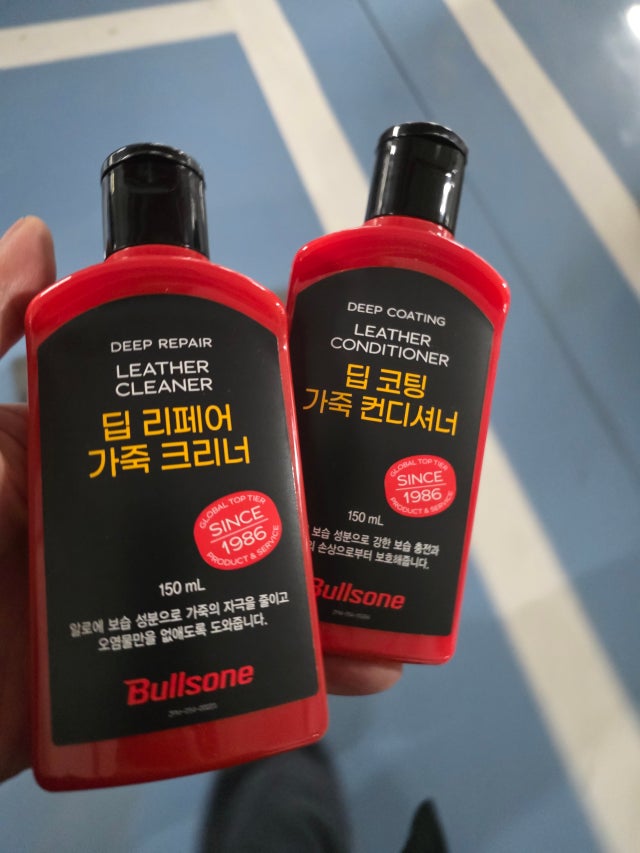 DEEP REPAIR
LEATHER
CLEANER
딥 리페어
가죽 크리너
GLOBAL TOP TIER
SINCE
1986
PRODUCT & SERVICE
150 mL
알로에 보습 성분으로 가죽의 자극을 줄이고
오염물만을 없애도록 도와줍니다.
Bullsone
DEEP COATING
LEATHER
CONDITIONER
딥 코팅
가죽 컨디셔너
GLOBAL TOP TIER
SINCE
1986
PRODUCT & SERVICE
150 mL
보습 성분으로 강한 보습 충전과
손상으로부터 보호해줍니다.
Bullsone